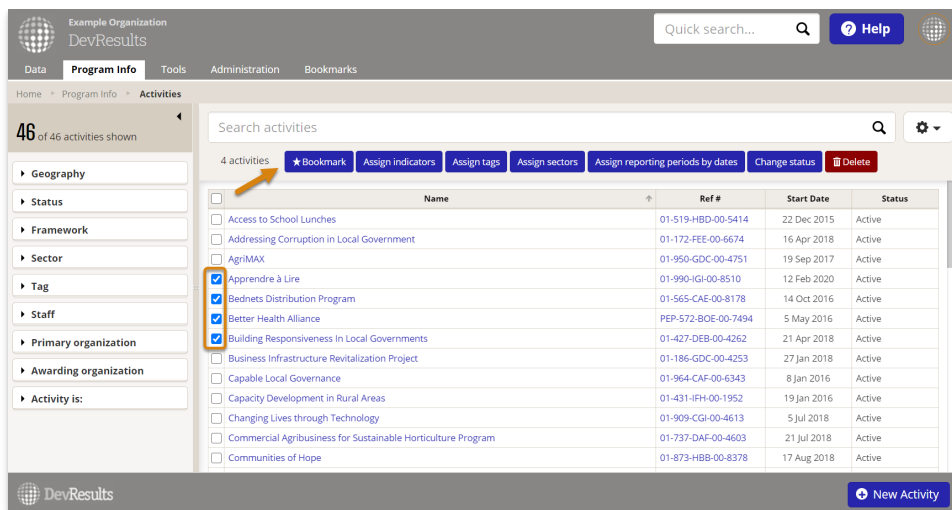 Example Organization
DevResults
Quick search...
? Help
Data Program Info Tools Administration Bookmarks
Home Program Info Activities
46 of 46 activities shown
Geography
Status
Framework
Sector
Tag
Staff
Primary organization
Awarding organization
Activity is:
Search activities
4 activities ★Bookmark Assign indicators Assign tags Assign sectors Assign reporting periods by dates Change status Delete
Name Ref # Start Date Status
Access to School Lunches 01-519-HBD-00-5414 22 Dec 2015 Active
Addressing Corruption in Local Government 01-172-FEE-00-6674 16 Apr 2018 Active
AgriMAX 01-950-GDC-00-4751 19 Sep 2017 Active
Apprendre à Lire 01-990-IGI-00-8510 12 Feb 2020 Active
Bednets Distribution Program 01-565-CAE-00-8178 14 Oct 2016 Active
Better Health Alliance PEP-572-BOE-00-7494 5 May 2016 Active
Building Responsiveness In Local Governments 01-427-DEB-00-4262 21 Apr 2018 Active
Business Infrastructure Revitalization Project 01-186-GDC-00-4253 27 Jan 2018 Active
Capable Local Governance 01-964-CAF-00-6343 8 Jan 2016 Active
Capacity Development in Rural Areas 01-431-IFH-00-1952 19 Jan 2016 Active
Changing Lives through Technology 01-909-CGI-00-4613 5 Jul 2018 Active
Commercial Agribusiness for Sustainable Horticulture Program 01-737-DAF-00-4603 21 Jul 2018 Active
Communities of Hope 01-873-HBB-00-8378 17 Aug 2018 Active
DevResults
New Activity